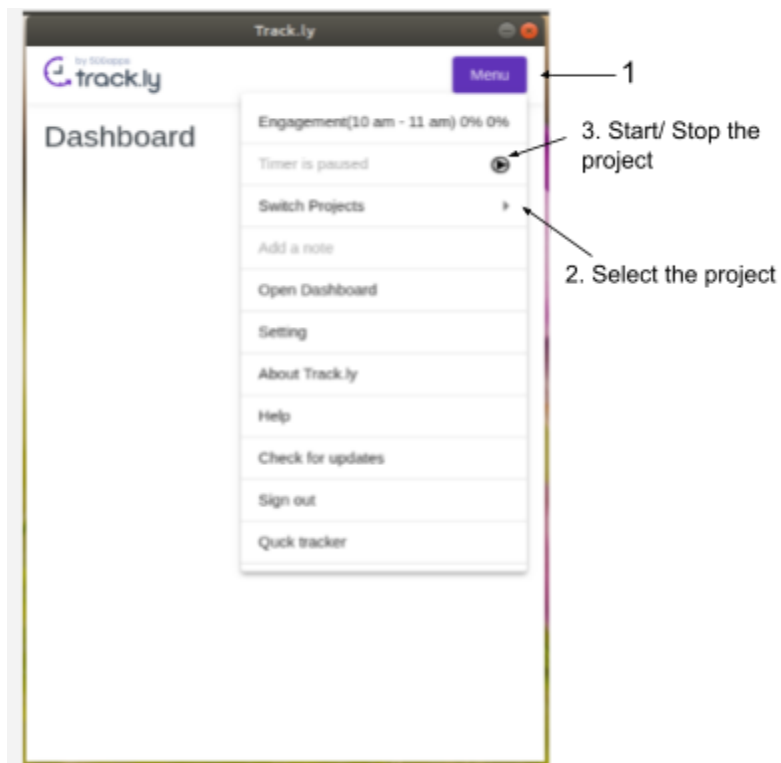 Track.ly
by 500apps
track.ly
Menu
1
Dashboard
Engagement(10 am - 11 am) 0% 0%
3. Start/ Stop the
project
Timer is paused
Switch Projects
Add a note
2. Select the project
Open Dashboard
Setting
About Track.ly
Help
Check for updates
Sign out
Quck tracker